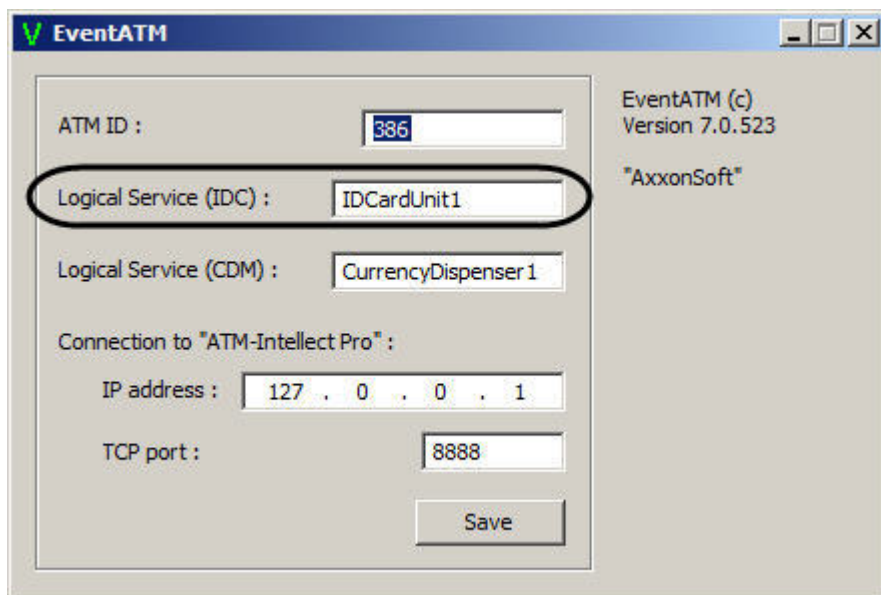 EventATM
ATM ID : 386
Logical Service (IDC) : IDCardUnit1
Logical Service (CDM) : CurrencyDispenser1
Connection to "ATM-Intellect Pro" :
IP address : 127 . 0 . 0 . 1
TCP port : 8888
Save
EventATM (c)
Version 7.0.523
"AxxonSoft"